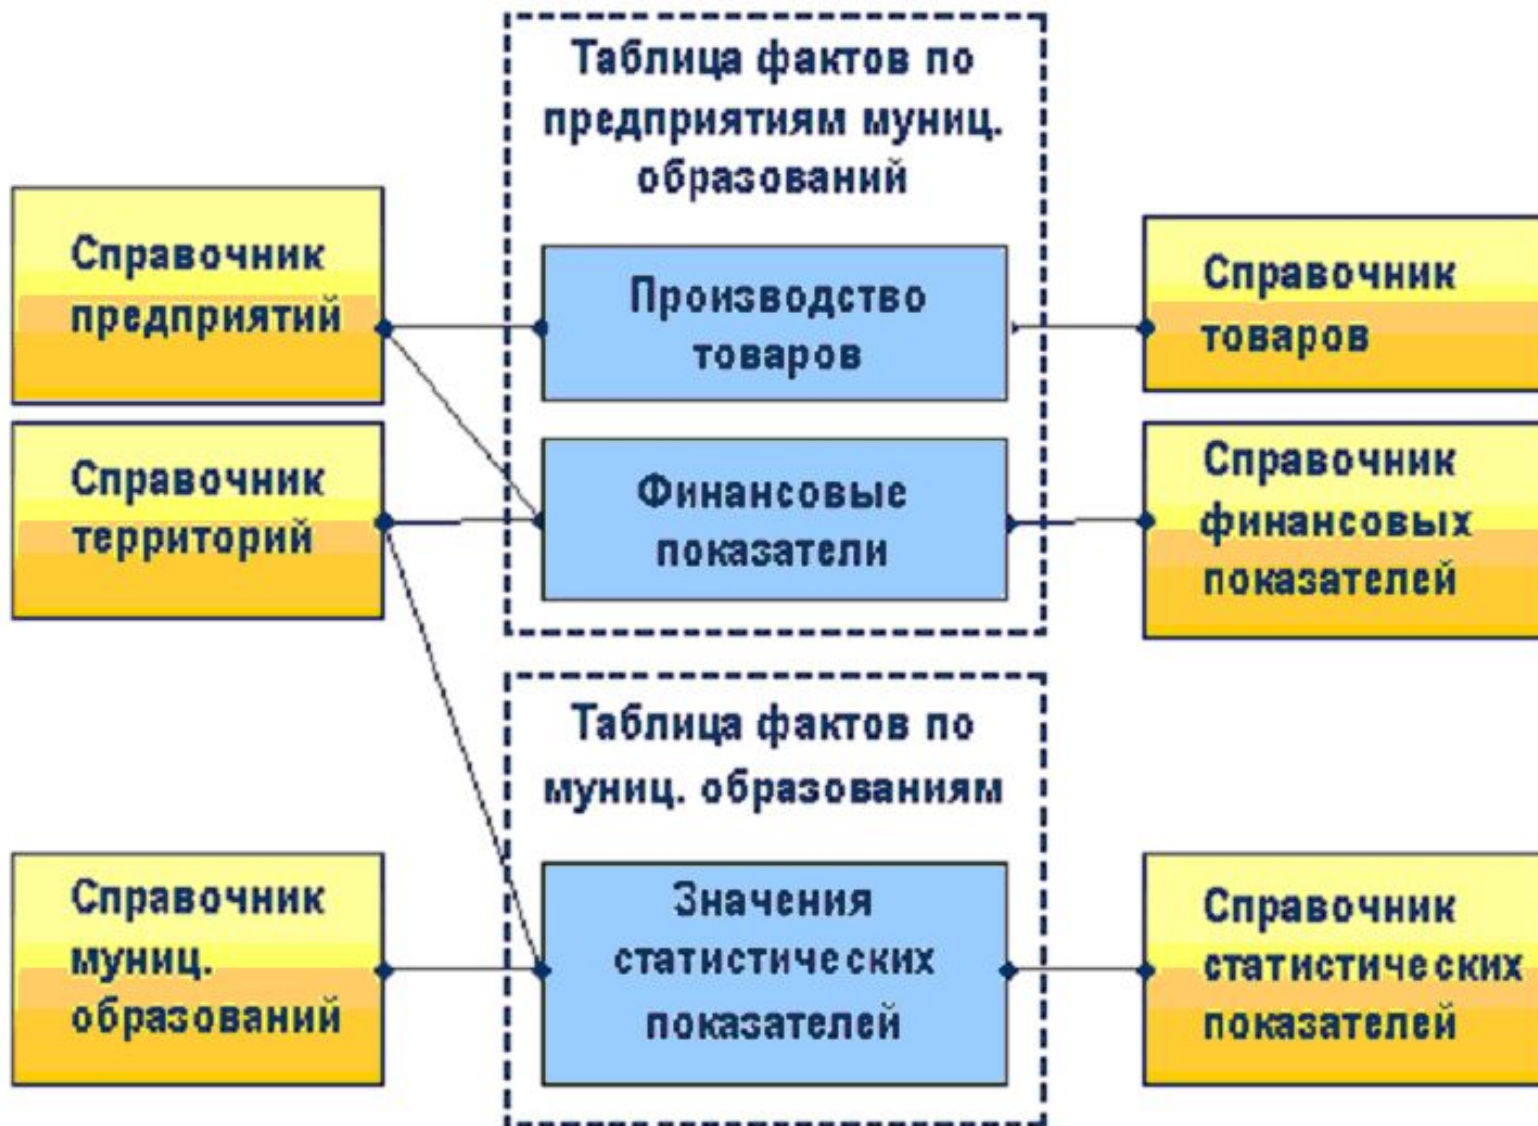 Таблица фактов по
предприятиям муниц.
образований
Справочник
предприятий
Производство
товаров
Справочник
товаров
Справочник
территорий
Финансовые
показатели
Справочник
финансовых
показателей
Таблица фактов по
муниц. образованиям
Справочник
муниц.
образований
Значения
статистических
показателей
Справочник
статистических
показателей